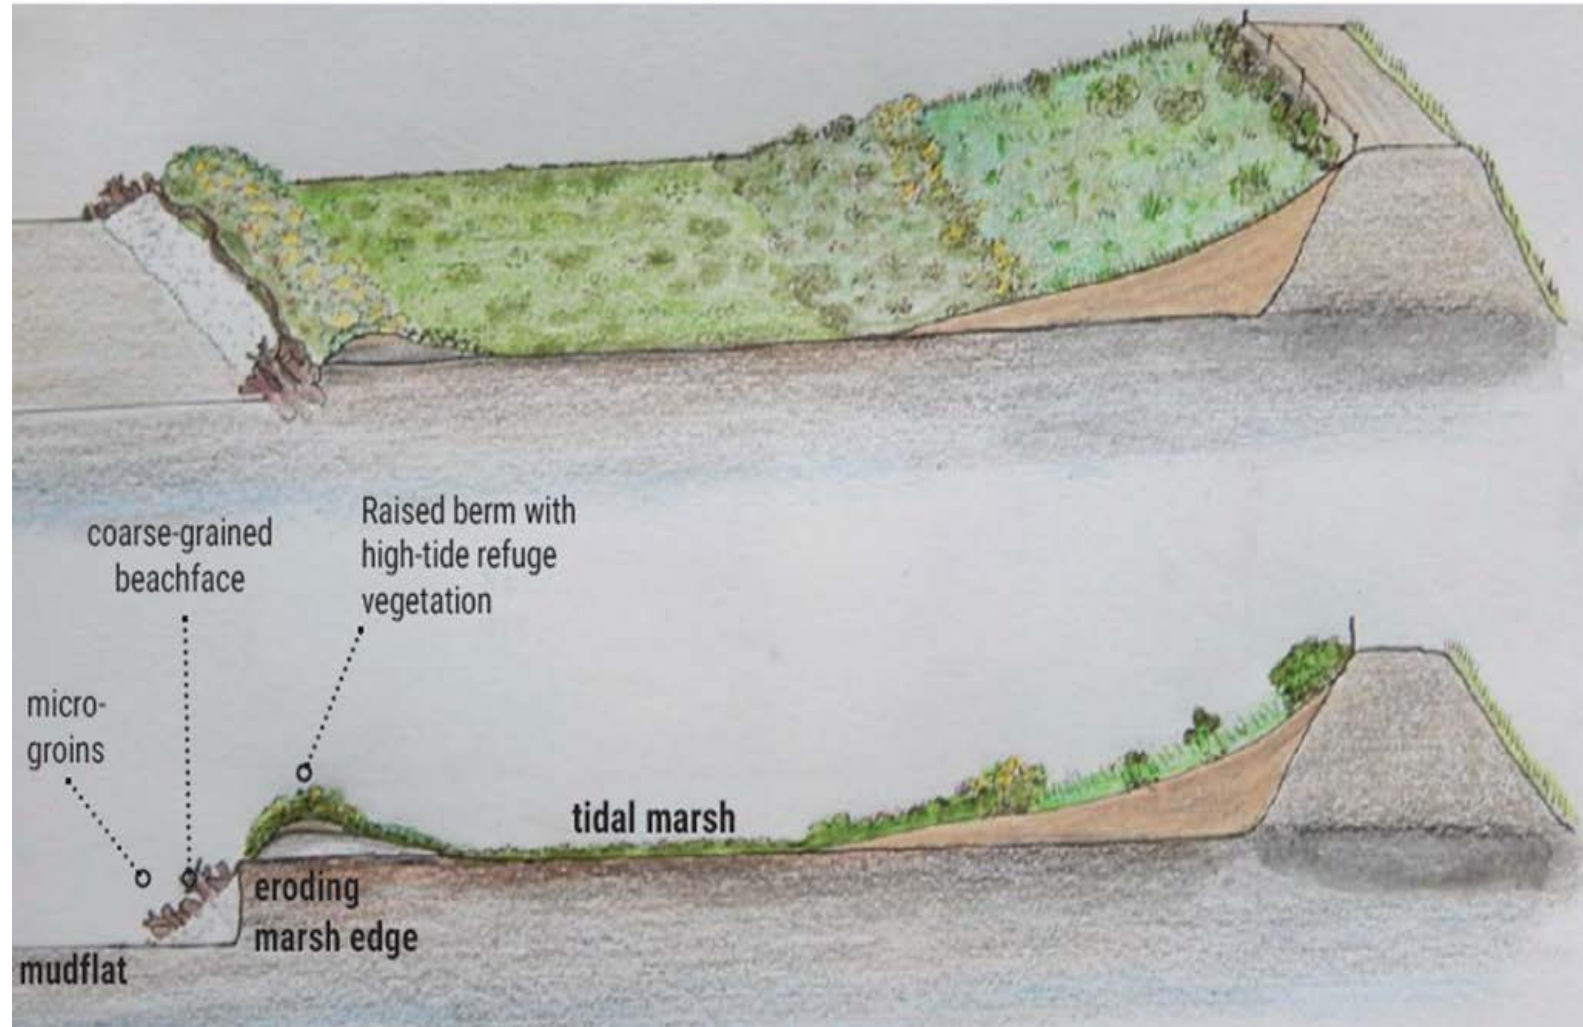 coarse-grained
beachface
Raised berm with
high-tide refuge
vegetation
micro-
groins
tidal marsh
eroding
marsh edge
mudflat